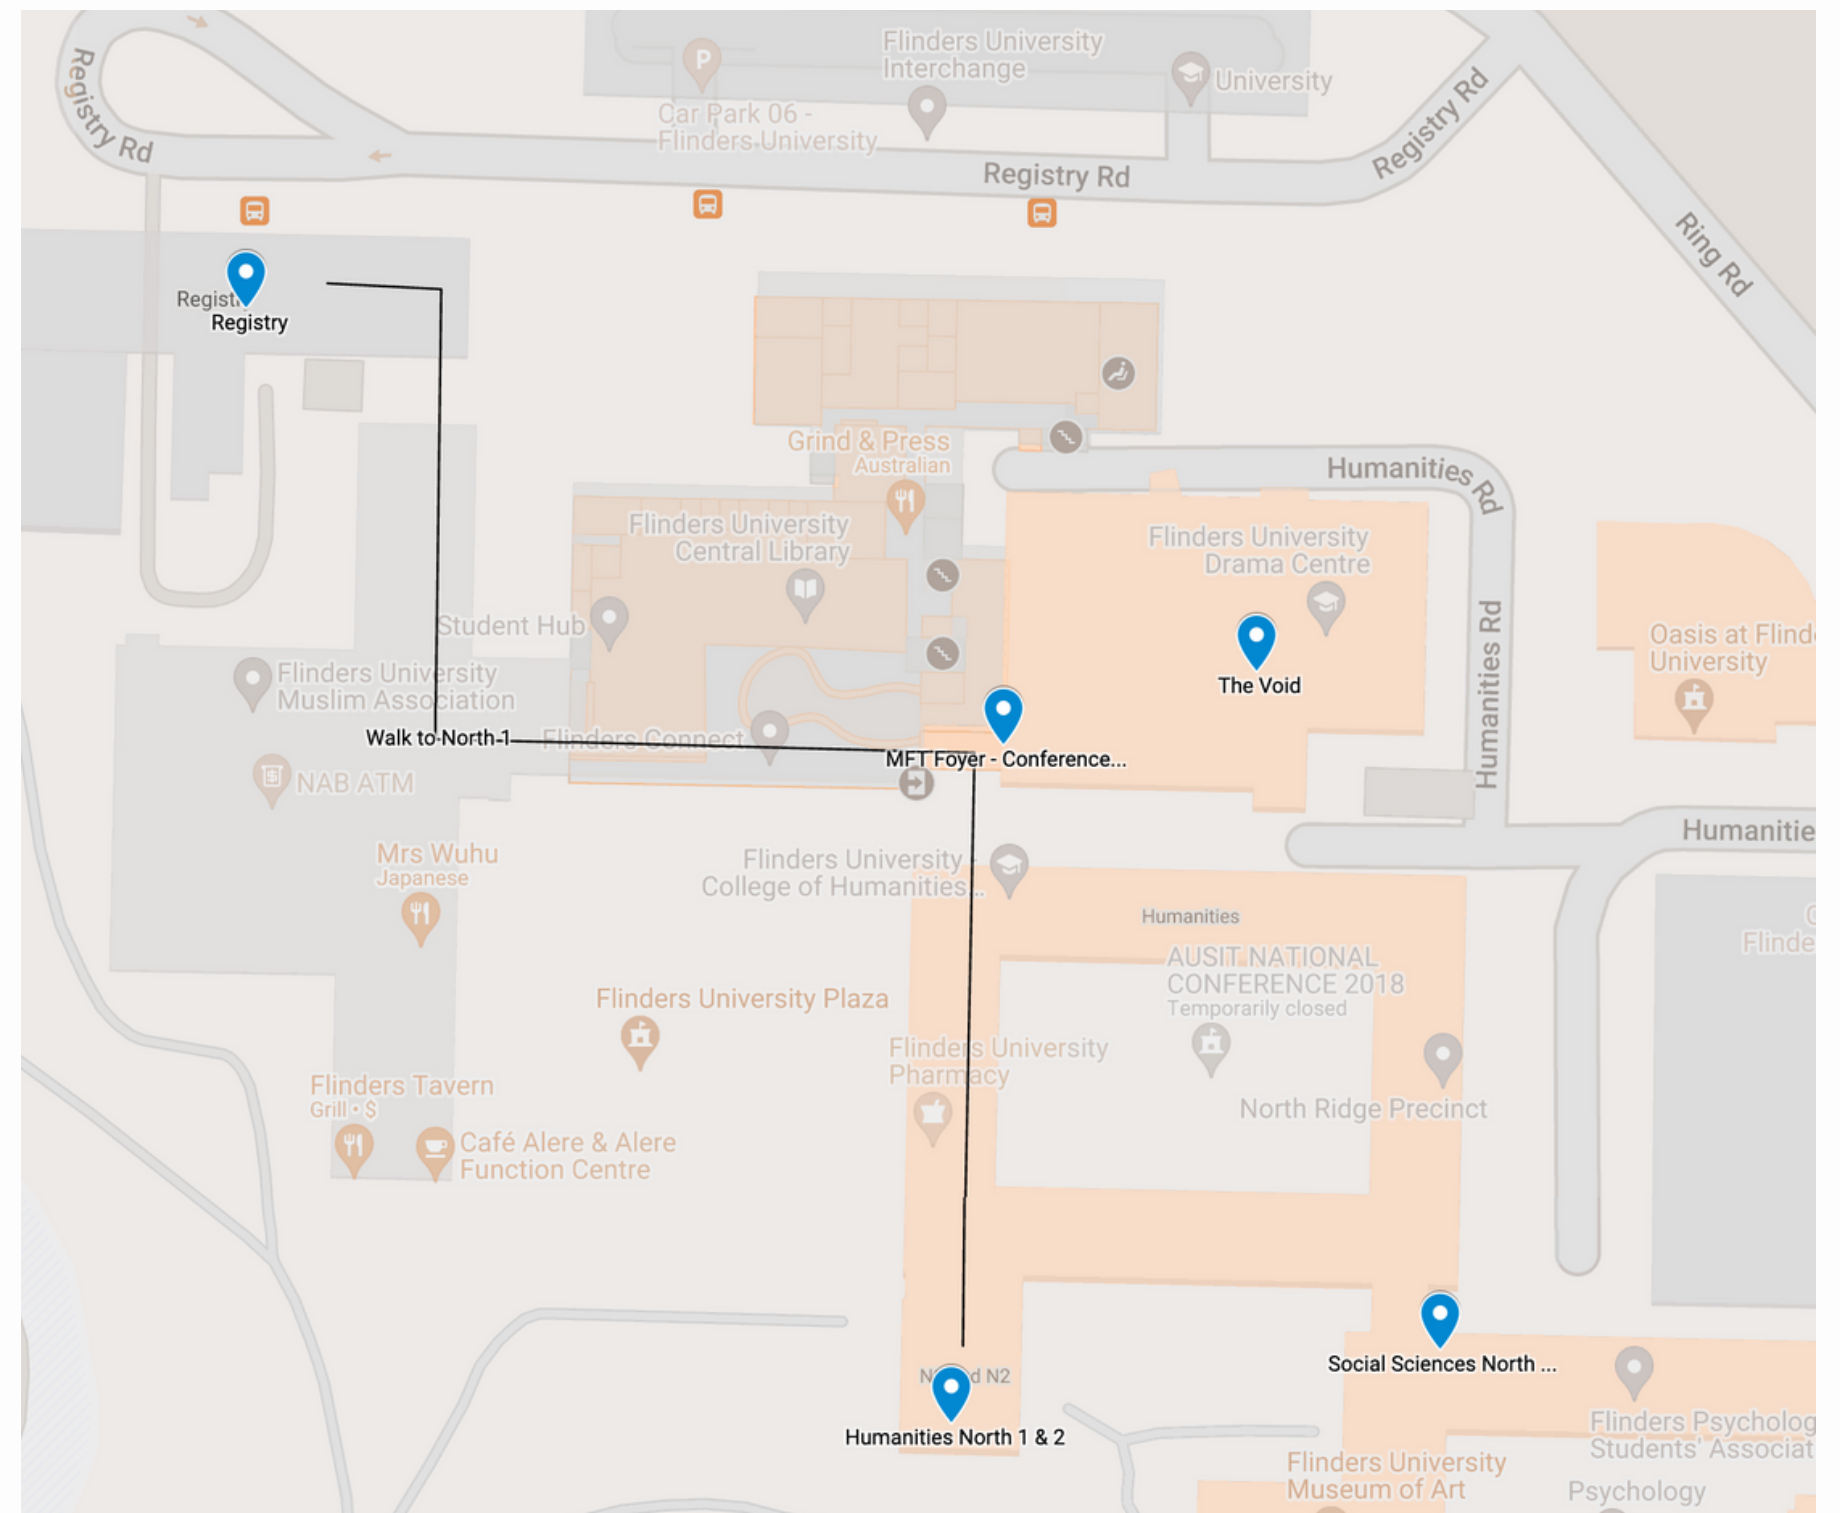 Flinders University
Interchange
University
P
Car Park 06 -
Flinders University
Registry Rd
Registry Rd
Registry Rd
Registry Rd
Ring Rd
Registry
Grind & Press
Australian
Humanities Rd
Flinders University
Central Library
Flinders University
Drama Centre
Student Hub
Humanities Rd
Oasis at Flind
University
Flinders University
Muslim Association
The Void
Walk to North 1
Flinders Connect
MFT Foyer - Conference...
NAB ATM
Humanitie
Mrs Wuhu
Japanese
Flinders University -
College of Humanities...
Humanities
AUSIT NATIONAL
CONFERENCE 2018
Temporarily closed
Flinde
Flinders University Plaza
Flinders University
Pharmacy
North Ridge Precinct
Flinders Tavern
Grill • $
Café Alere & Alere
Function Centre
Social Sciences North ...
N2
Humanities North 1 & 2
Flinders Psycholog
Students' Associat
Flinders University
Museum of Art
Psychology